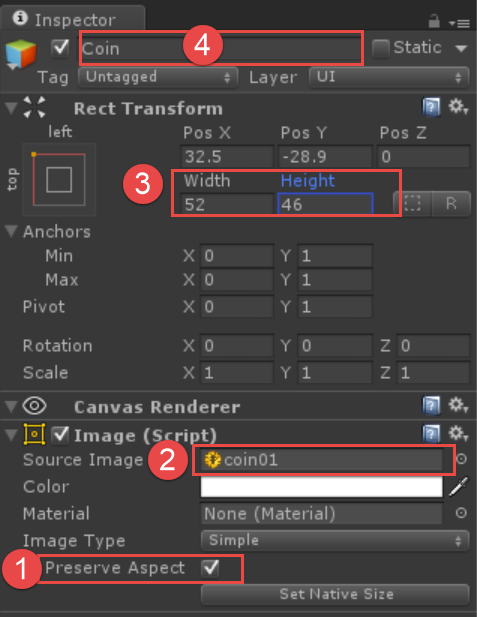 Inspector
Coin 4 Static
Tag Untagged Layer UI
Rect Transform
left Pos X Pos Y Pos Z
32.5 -28.9 0
top 3 Width Height
52 46 R
Anchors
Min X 0 Y 1
Max X 0 Y 1
Pivot X 0 Y 1
Rotation X 0 Y 0 Z 0
Scale X 1 Y 1 Z 1
Canvas Renderer
Image (Script)
Source Image 2 coin01
Color
Material None (Material)
Image Type Simple
1 Preserve Aspect
Set Native Size